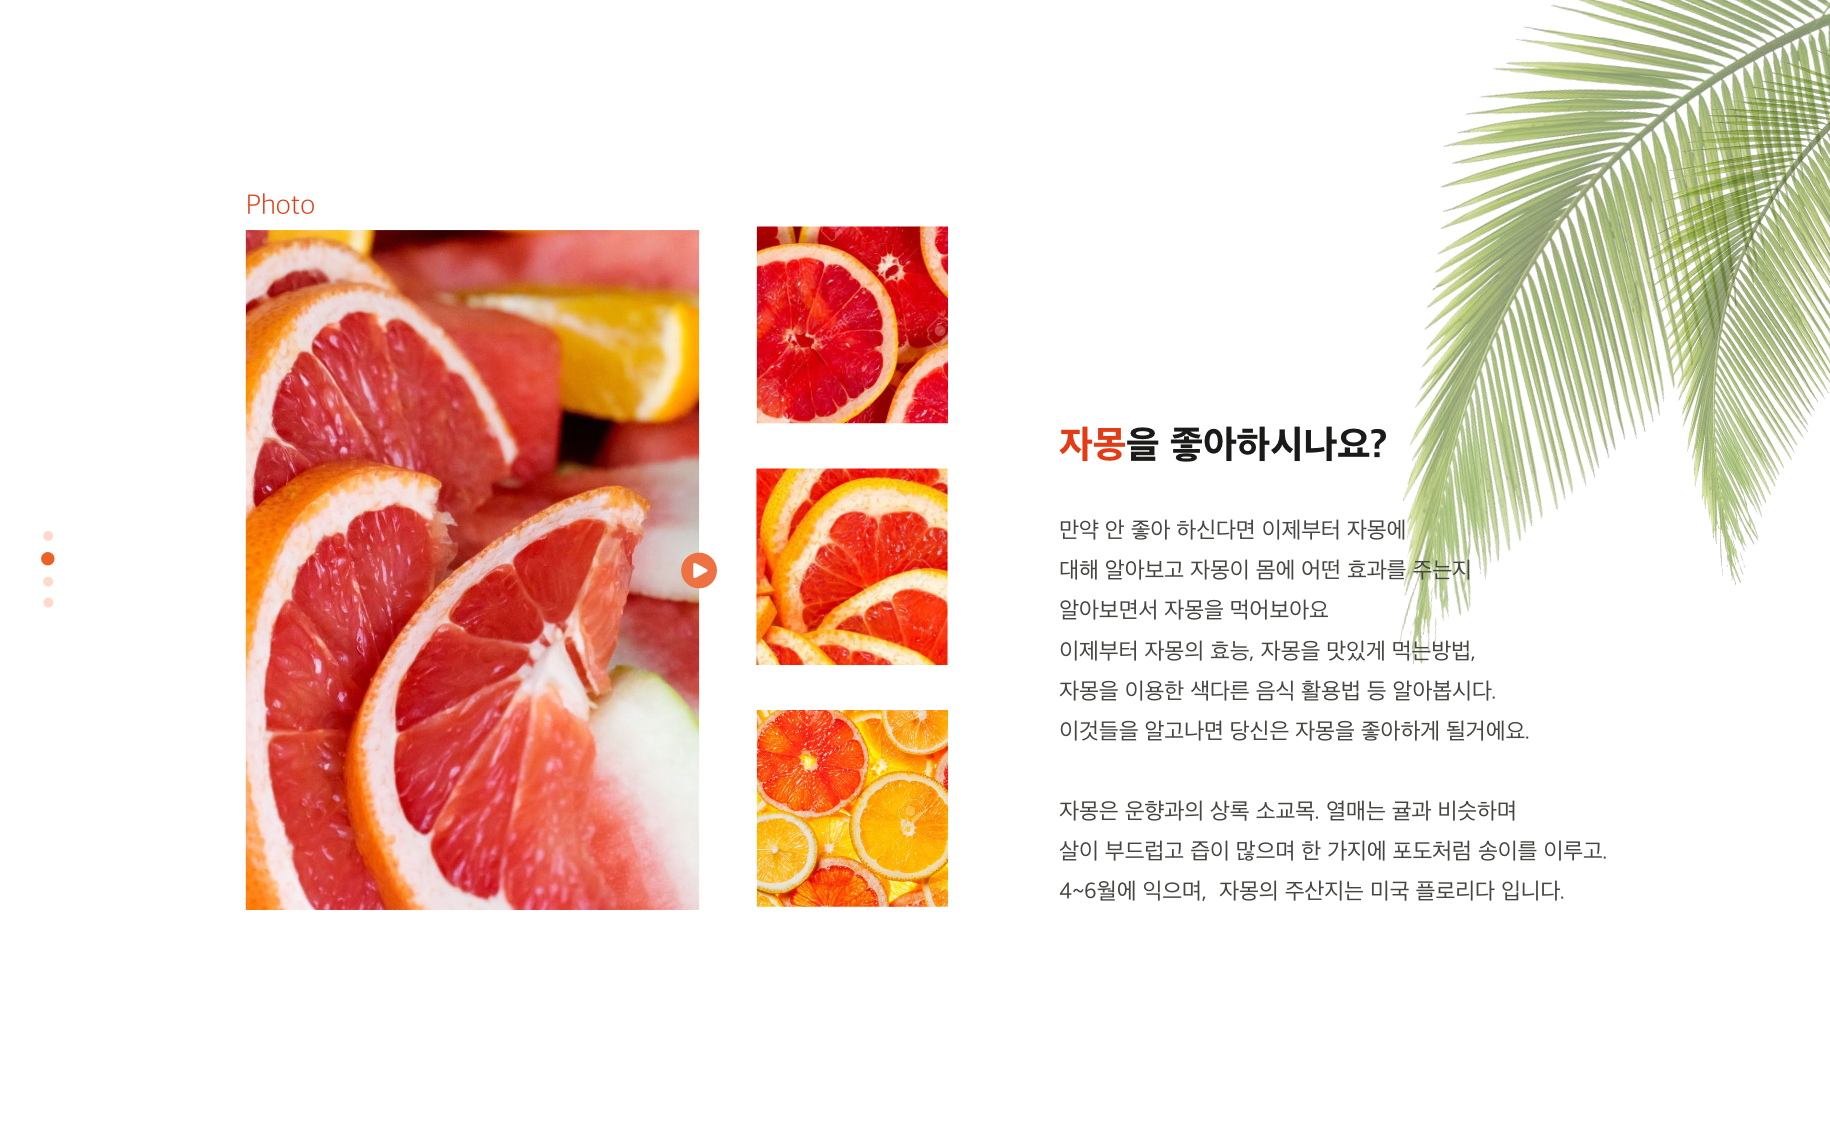 Photo
자몽을 좋아하시나요?
만약 안 좋아 하신다면 이제부터 자몽에
대해 알아보고 자몽이 몸에 어떤 효과를 주는지
알아보면서 자몽을 먹어보아요
이제부터 자몽의 효능, 자몽을 맛있게 먹는방법,
자몽을 이용한 색다른 음식 활용법 등 알아봅시다.
이것들을 알고나면 당신은 자몽을 좋아하게 될거에요.
자몽은 운향과의 상록 소교목. 열매는 귤과 비슷하며
살이 부드럽고 즙이 많으며 한 가지에 포도처럼 송이를 이루고.
4~6월에 익으며, 자몽의 주산지는 미국 플로리다 입니다.